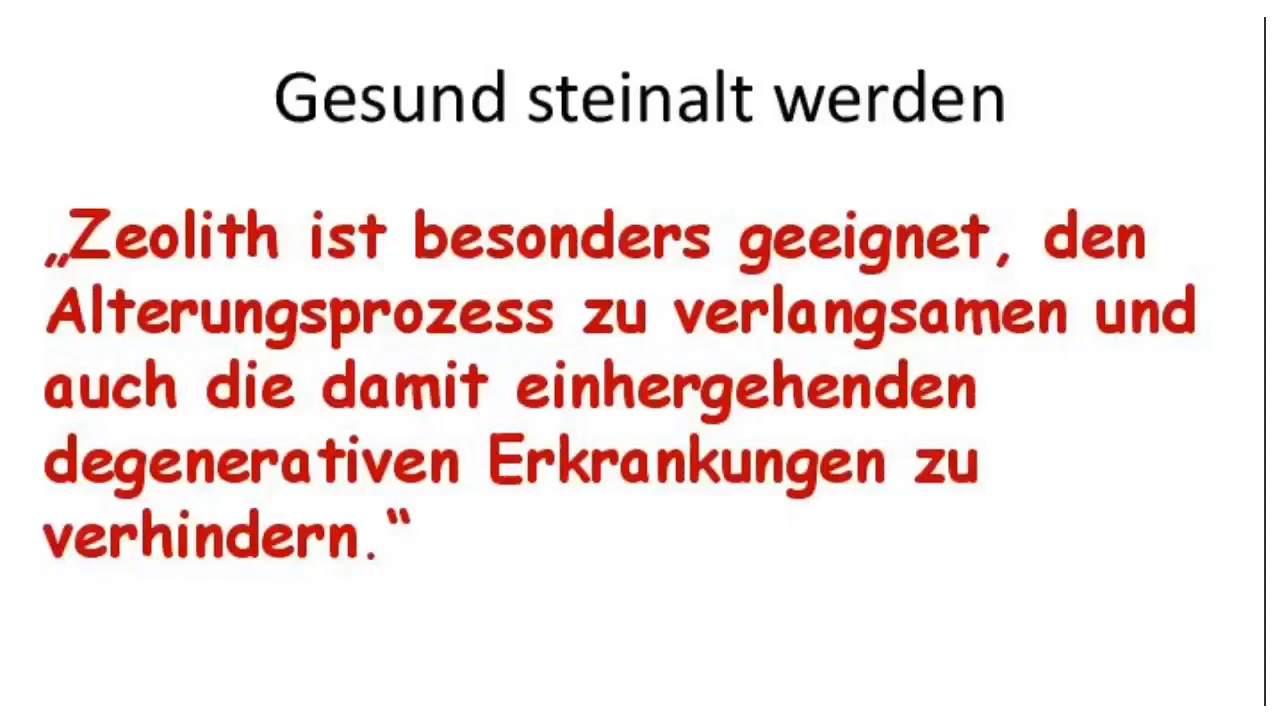 Gesund steinalt werden
„Zeolith ist besonders geeignet, den
Alterungsprozess zu verlangsamen und
auch die damit einhergehenden
degenerativen Erkrankungen zu
verhindern.“